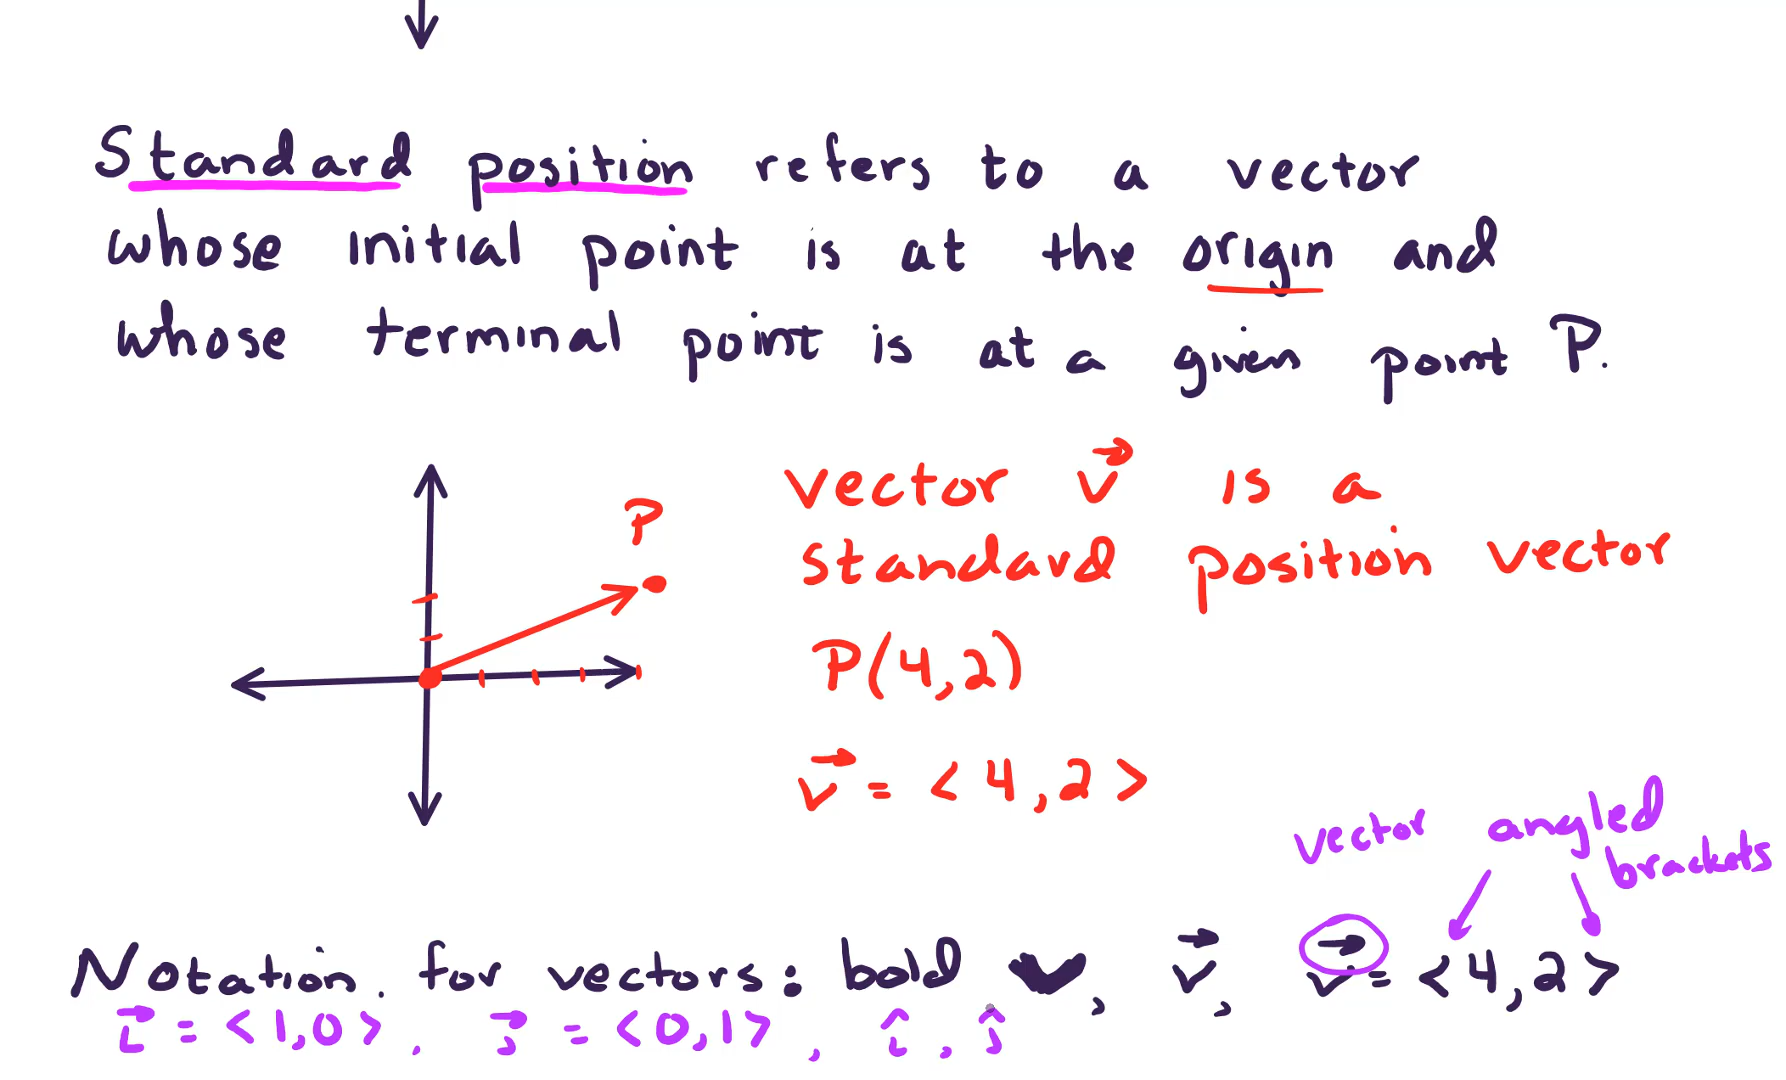 Standard position refers to a vector
whose initial point is at the origin and
whose terminal point is at a given point P.
P
vector v⃗ is a
standard position vector
P(4,2)
v⃗ = <4,2>
vector angled
brackets
Notation for vectors: bold v, v⃗, v⃗ = <4,2>
i⃗ = <1,0>, j⃗ = <0,1>, î, ĵ